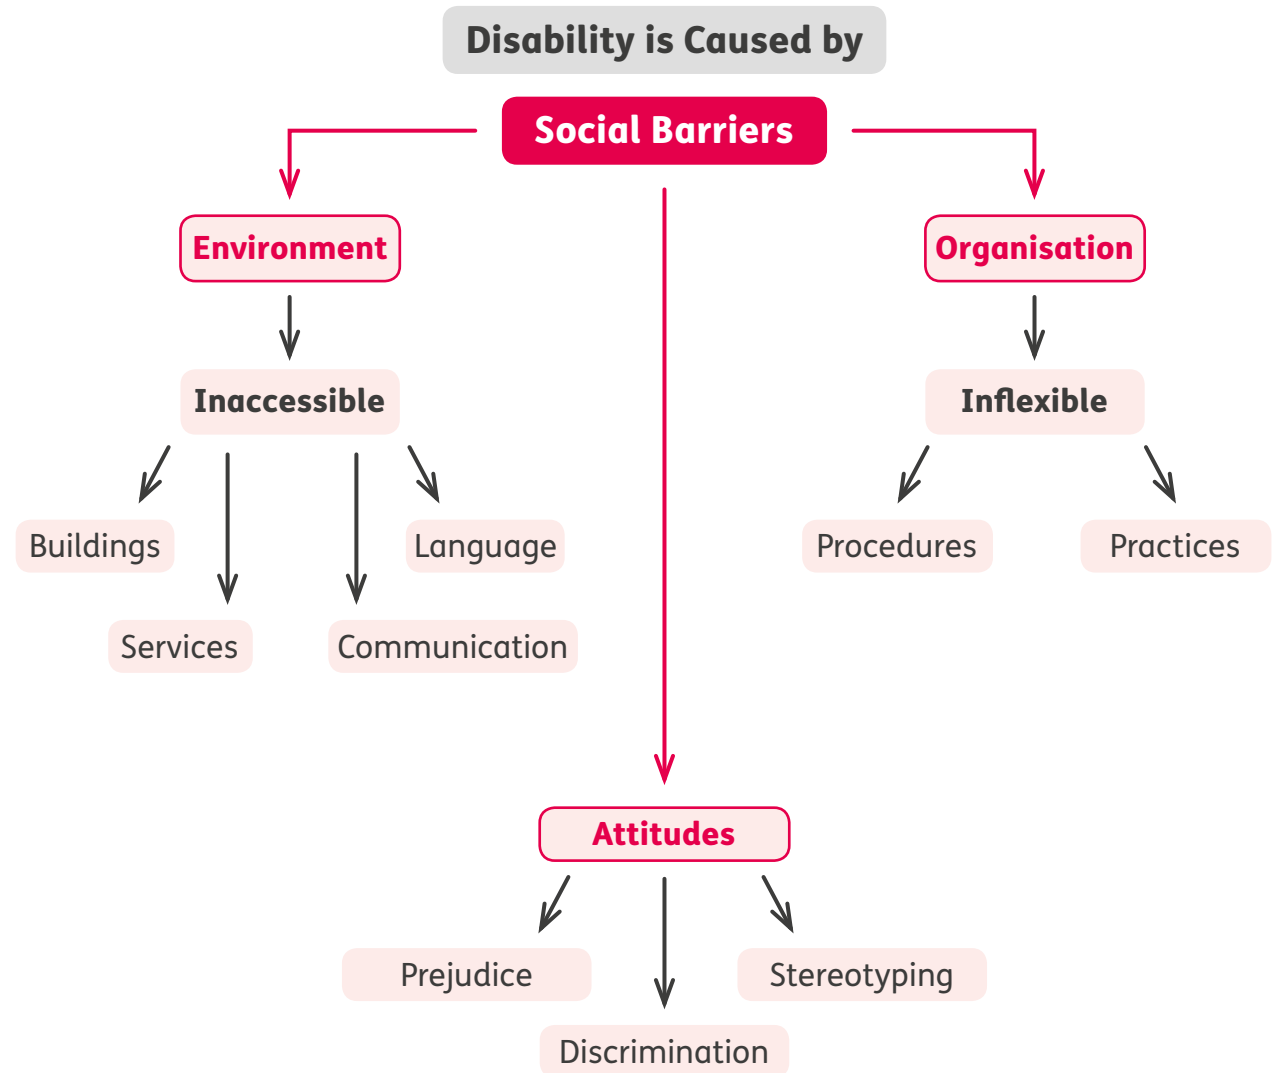 Disability is Caused by
Social Barriers
Environment
Organisation
Inaccessible
Inflexible
Buildings
Language
Procedures
Practices
Services
Communication
Attitudes
Prejudice
Stereotyping
Discrimination